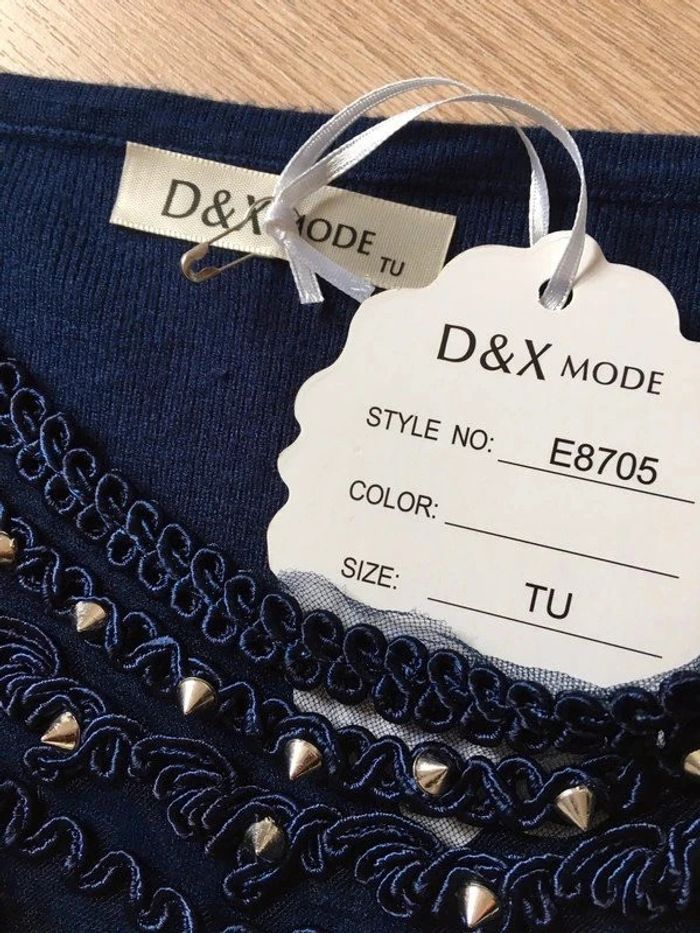 D&X MODE
TU
D&X MODE
STYLE NO: E8705
COLOR:
SIZE: TU